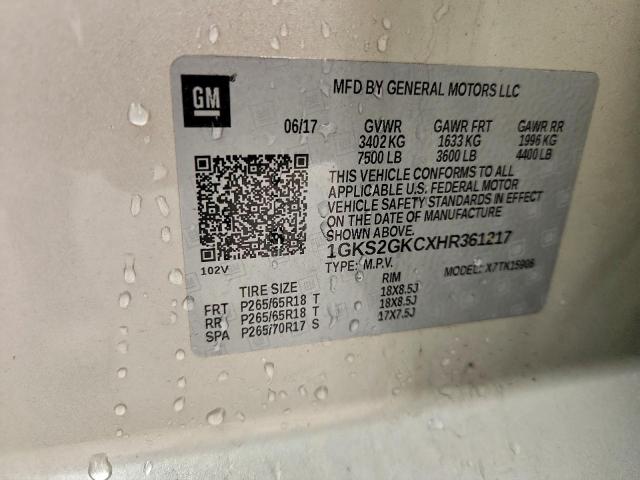 GM
MFD BY GENERAL MOTORS LLC
06/17 GVWR GAWR FRT GAWR RR
3402 KG 1633 KG 1996 KG
7500 LB 3600 LB 4400 LB
THIS VEHICLE CONFORMS TO ALL
APPLICABLE U.S. FEDERAL MOTOR
VEHICLE SAFETY STANDARDS IN EFFECT
ON THE DATE OF MANUFACTURE
SHOWN ABOVE.
1GKS2GKCXHR361217
102V
TYPE: M.P.V. MODEL: X7TK15906
TIRE SIZE RIM
FRT P265/65R18 T 18X8.5J
RR P265/65R18 T 18X8.5J
SPA P265/70R17 S 17X7.5J